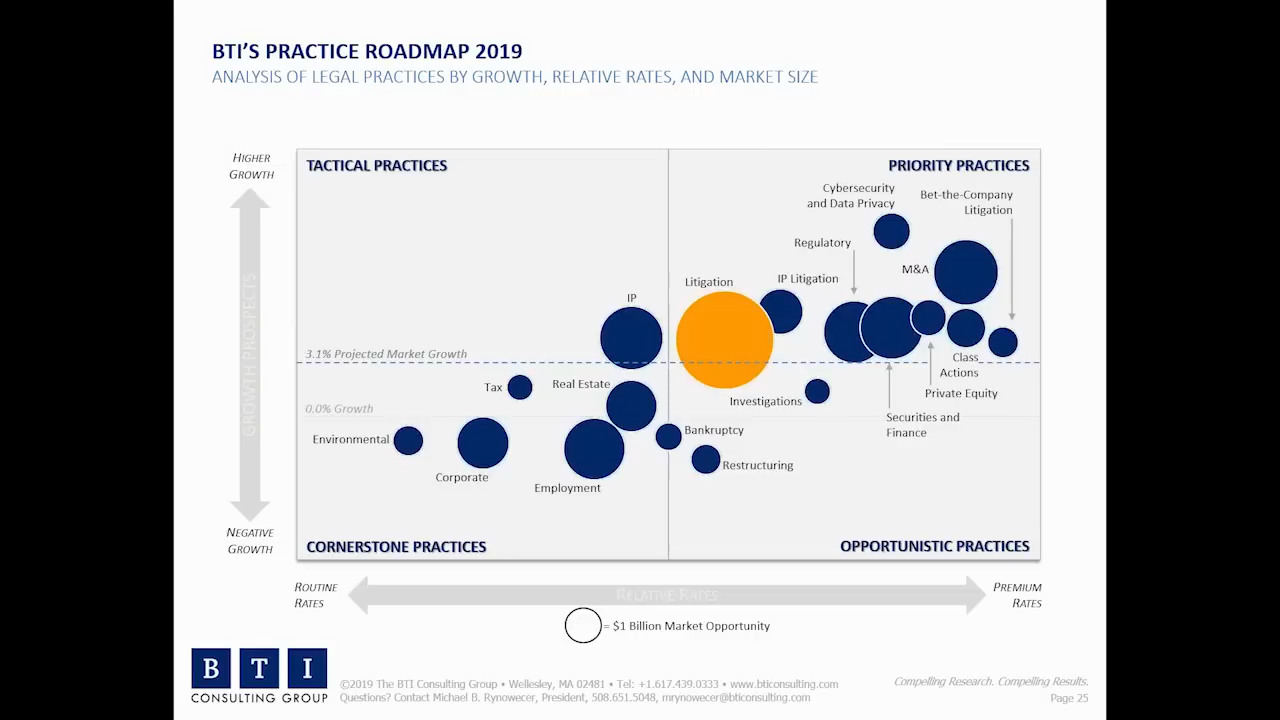 BTI'S PRACTICE ROADMAP 2019
ANALYSIS OF LEGAL PRACTICES BY GROWTH, RELATIVE RATES, AND MARKET SIZE
HIGHER
GROWTH
TACTICAL PRACTICES
PRIORITY PRACTICES
Cybersecurity
and Data Privacy
Bet-the-Company
Litigation
Regulatory
M&A
Litigation
IP Litigation
IP
GROWTH PROSPECTS
3.1% Projected Market Growth
Class
Actions
Tax
Real Estate
Investigations
Private Equity
0.0% Growth
Securities and
Finance
Environmental
Bankruptcy
Corporate
Restructuring
Employment
NEGATIVE
GROWTH
CORNERSTONE PRACTICES
OPPORTUNISTIC PRACTICES
ROUTINE
RATES
RELATIVE RATES
PREMIUM
RATES
= $1 Billion Market Opportunity
B T I
CONSULTING GROUP
©2019 The BTI Consulting Group • Wellesley, MA 02481 • Tel: +1.617.439.0333 • www.bticonsulting.com
Questions? Contact Michael B. Rynowecer, President, 508.651.5048, mrynowecer@bticonsulting.com
Compelling Research. Compelling Results.
Page 25